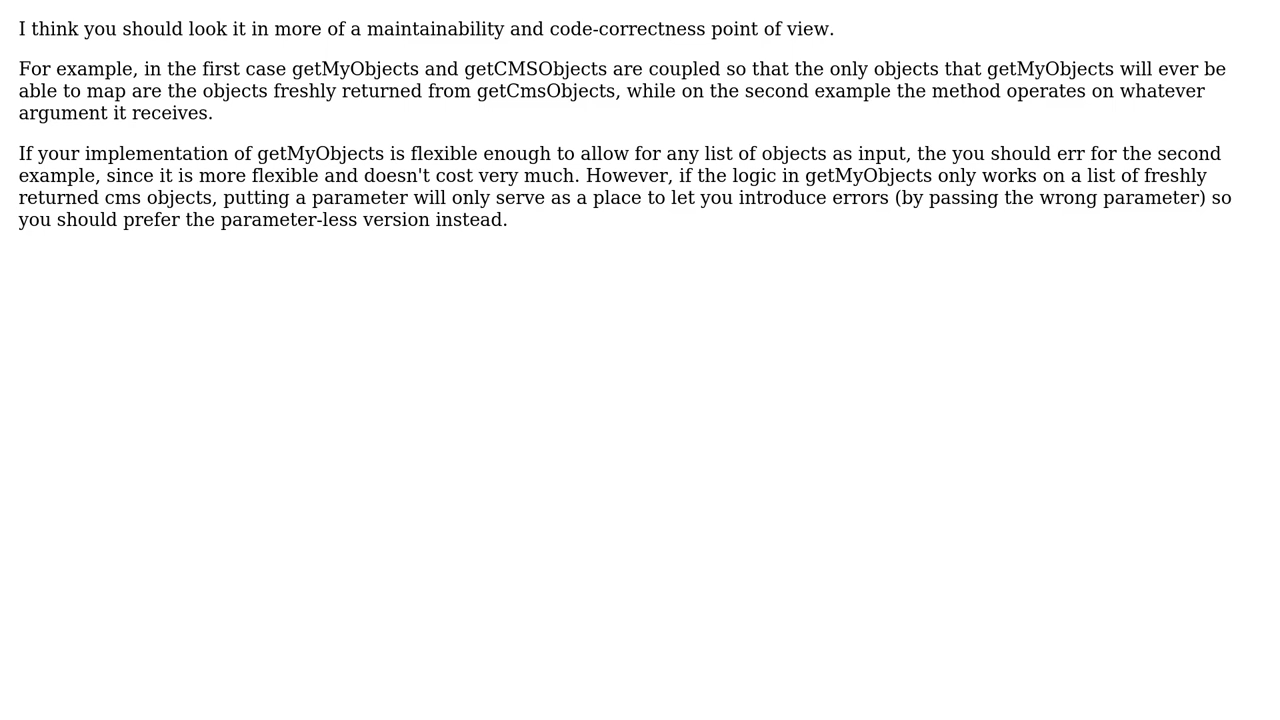 I think you should look it in more of a maintainability and code-correctness point of view.
For example, in the first case getMyObjects and getCMSObjects are coupled so that the only objects that getMyObjects will ever be
able to map are the objects freshly returned from getCmsObjects, while on the second example the method operates on whatever
argument it receives.
If your implementation of getMyObjects is flexible enough to allow for any list of objects as input, the you should err for the second
example, since it is more flexible and doesn't cost very much. However, if the logic in getMyObjects only works on a list of freshly
returned cms objects, putting a parameter will only serve as a place to let you introduce errors (by passing the wrong parameter) so
you should prefer the parameter-less version instead.